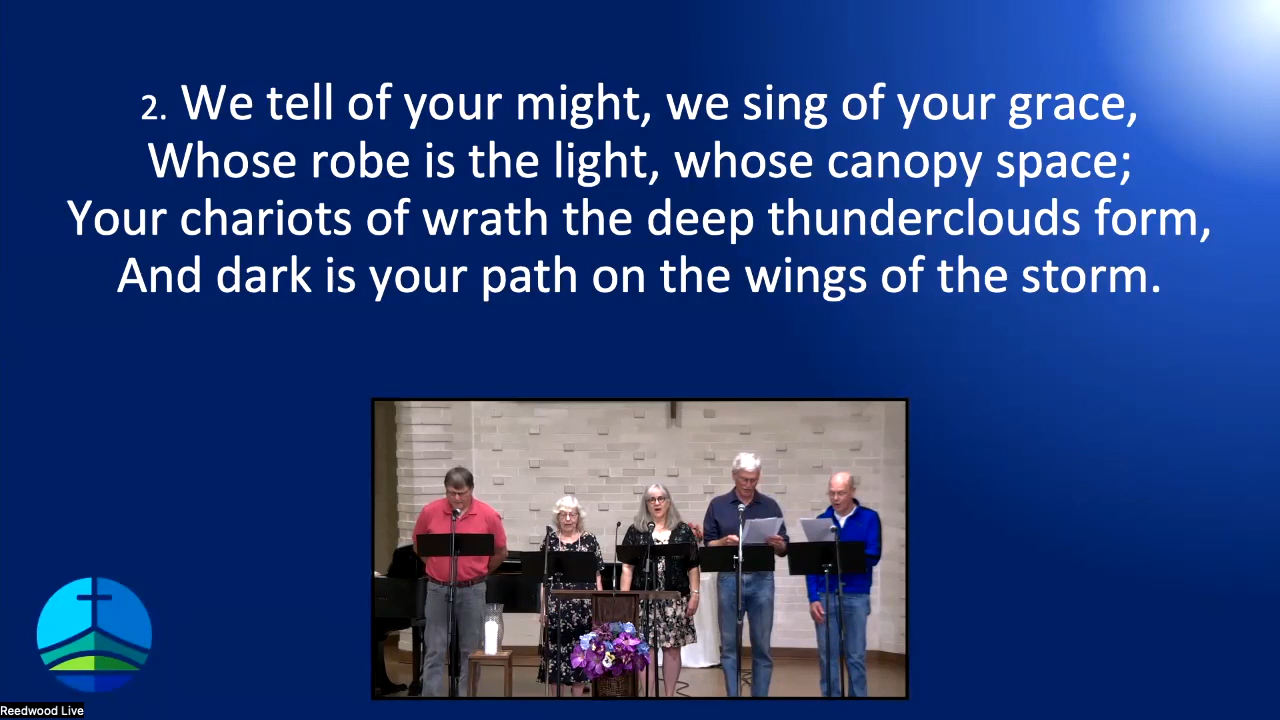 2. We tell of your might, we sing of your grace,
Whose robe is the light, whose canopy space;
Your chariots of wrath the deep thunderclouds form,
And dark is your path on the wings of the storm.
Reedwood Live